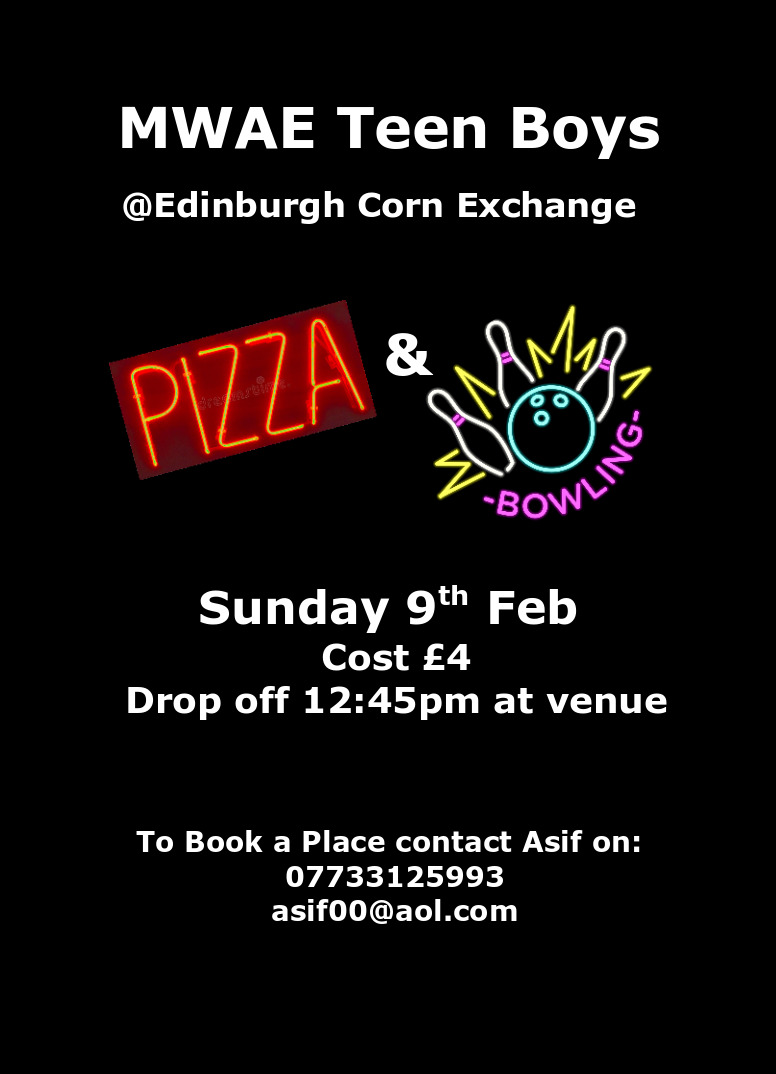 MWAE Teen Boys
@Edinburgh Corn Exchange
PIZZA & -BOWLING-
dreamstime.
Sunday 9th Feb
Cost £4
Drop off 12:45pm at venue
To Book a Place contact Asif on:
07733125993
asif00@aol.com